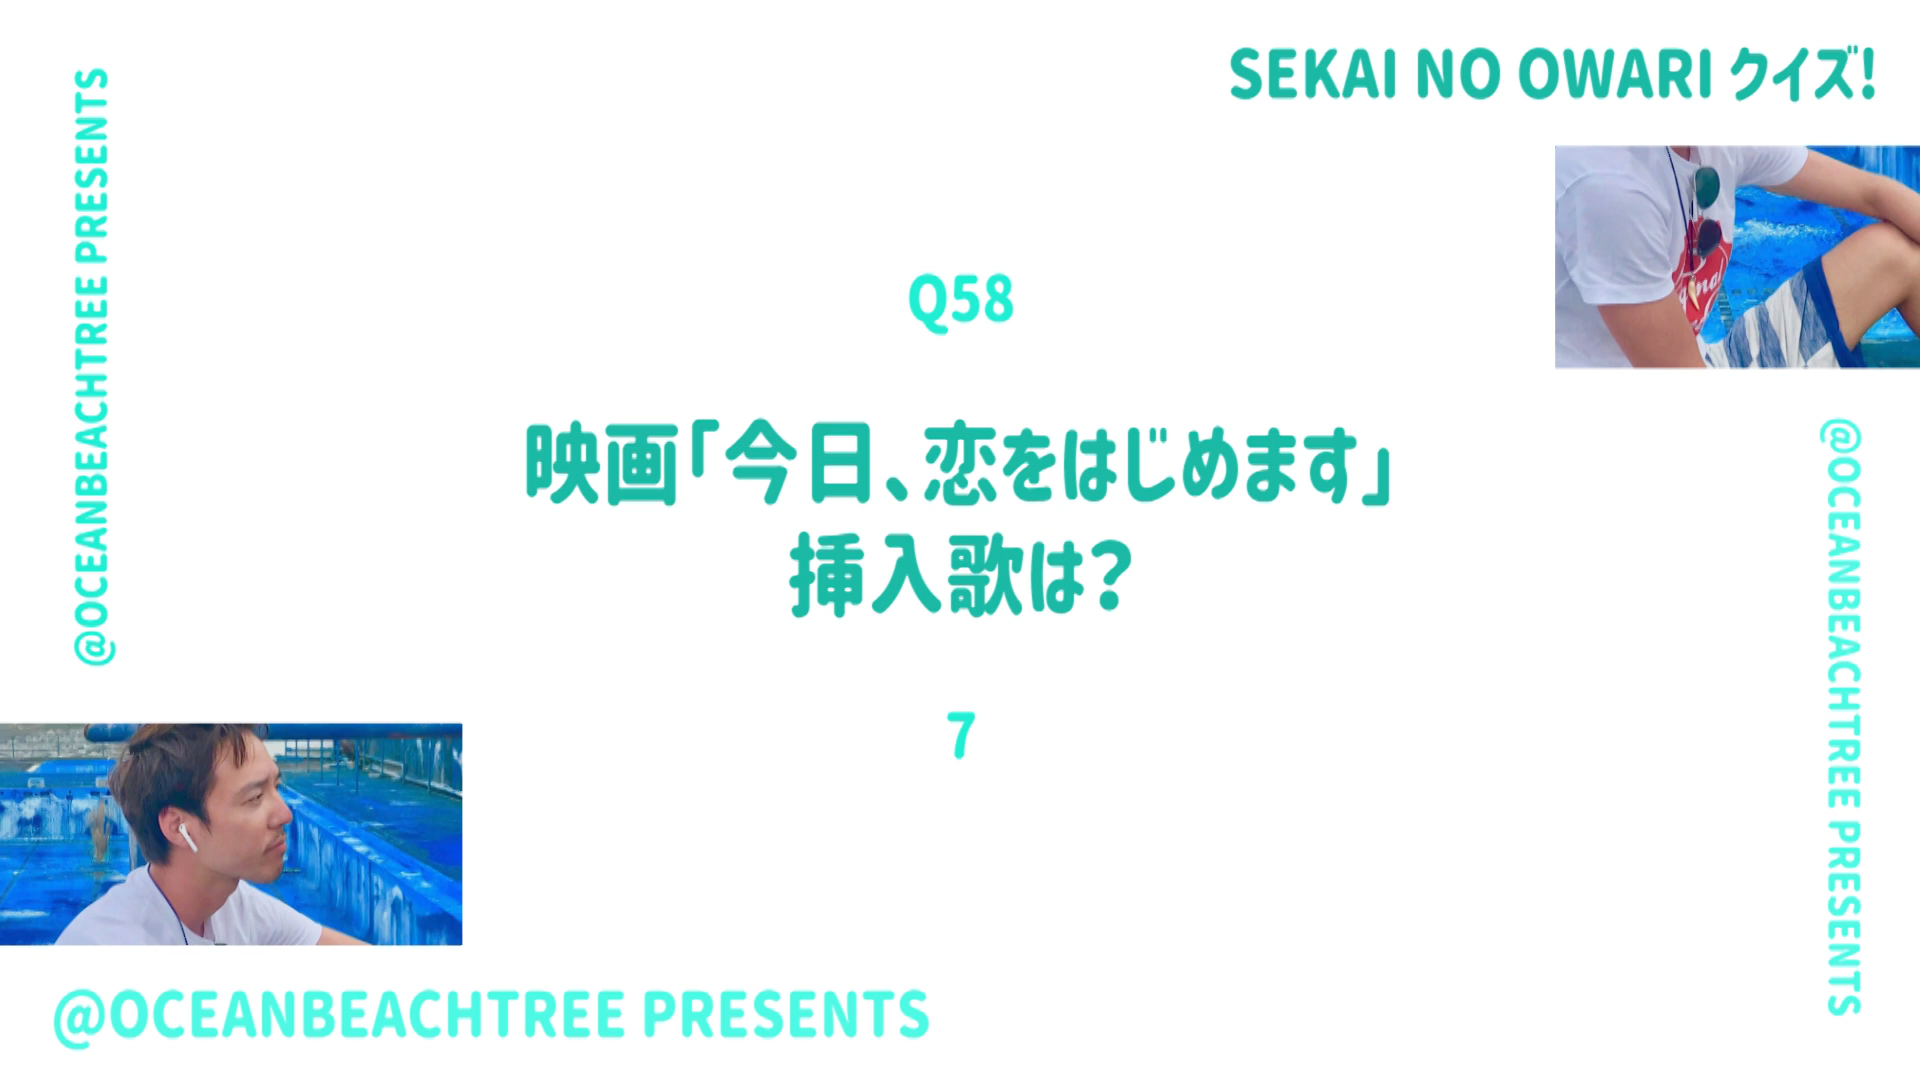 SEKAI NO OWARI クイズ!
@OCEANBEACHTREE PRESENTS
Q58
映画「今日、恋をはじめます」
挿入歌は?
7
@OCEANBEACHTREE PRESENTS
@OCEANBEACHTREE PRESENTS